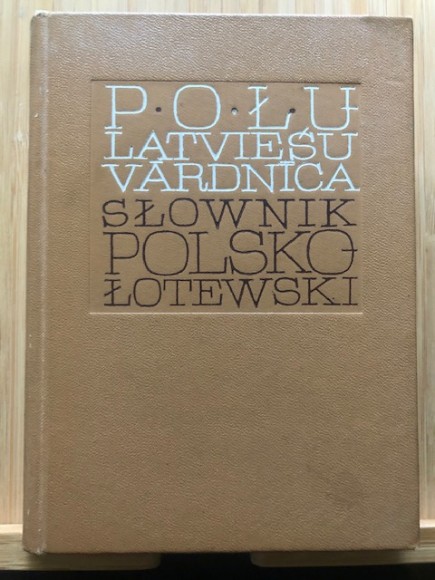 P·O·Ļ·U
LATVIEŠU
VĀRDNĪCA
SŁOWNIK
POLSKO
ŁOTEWSKI